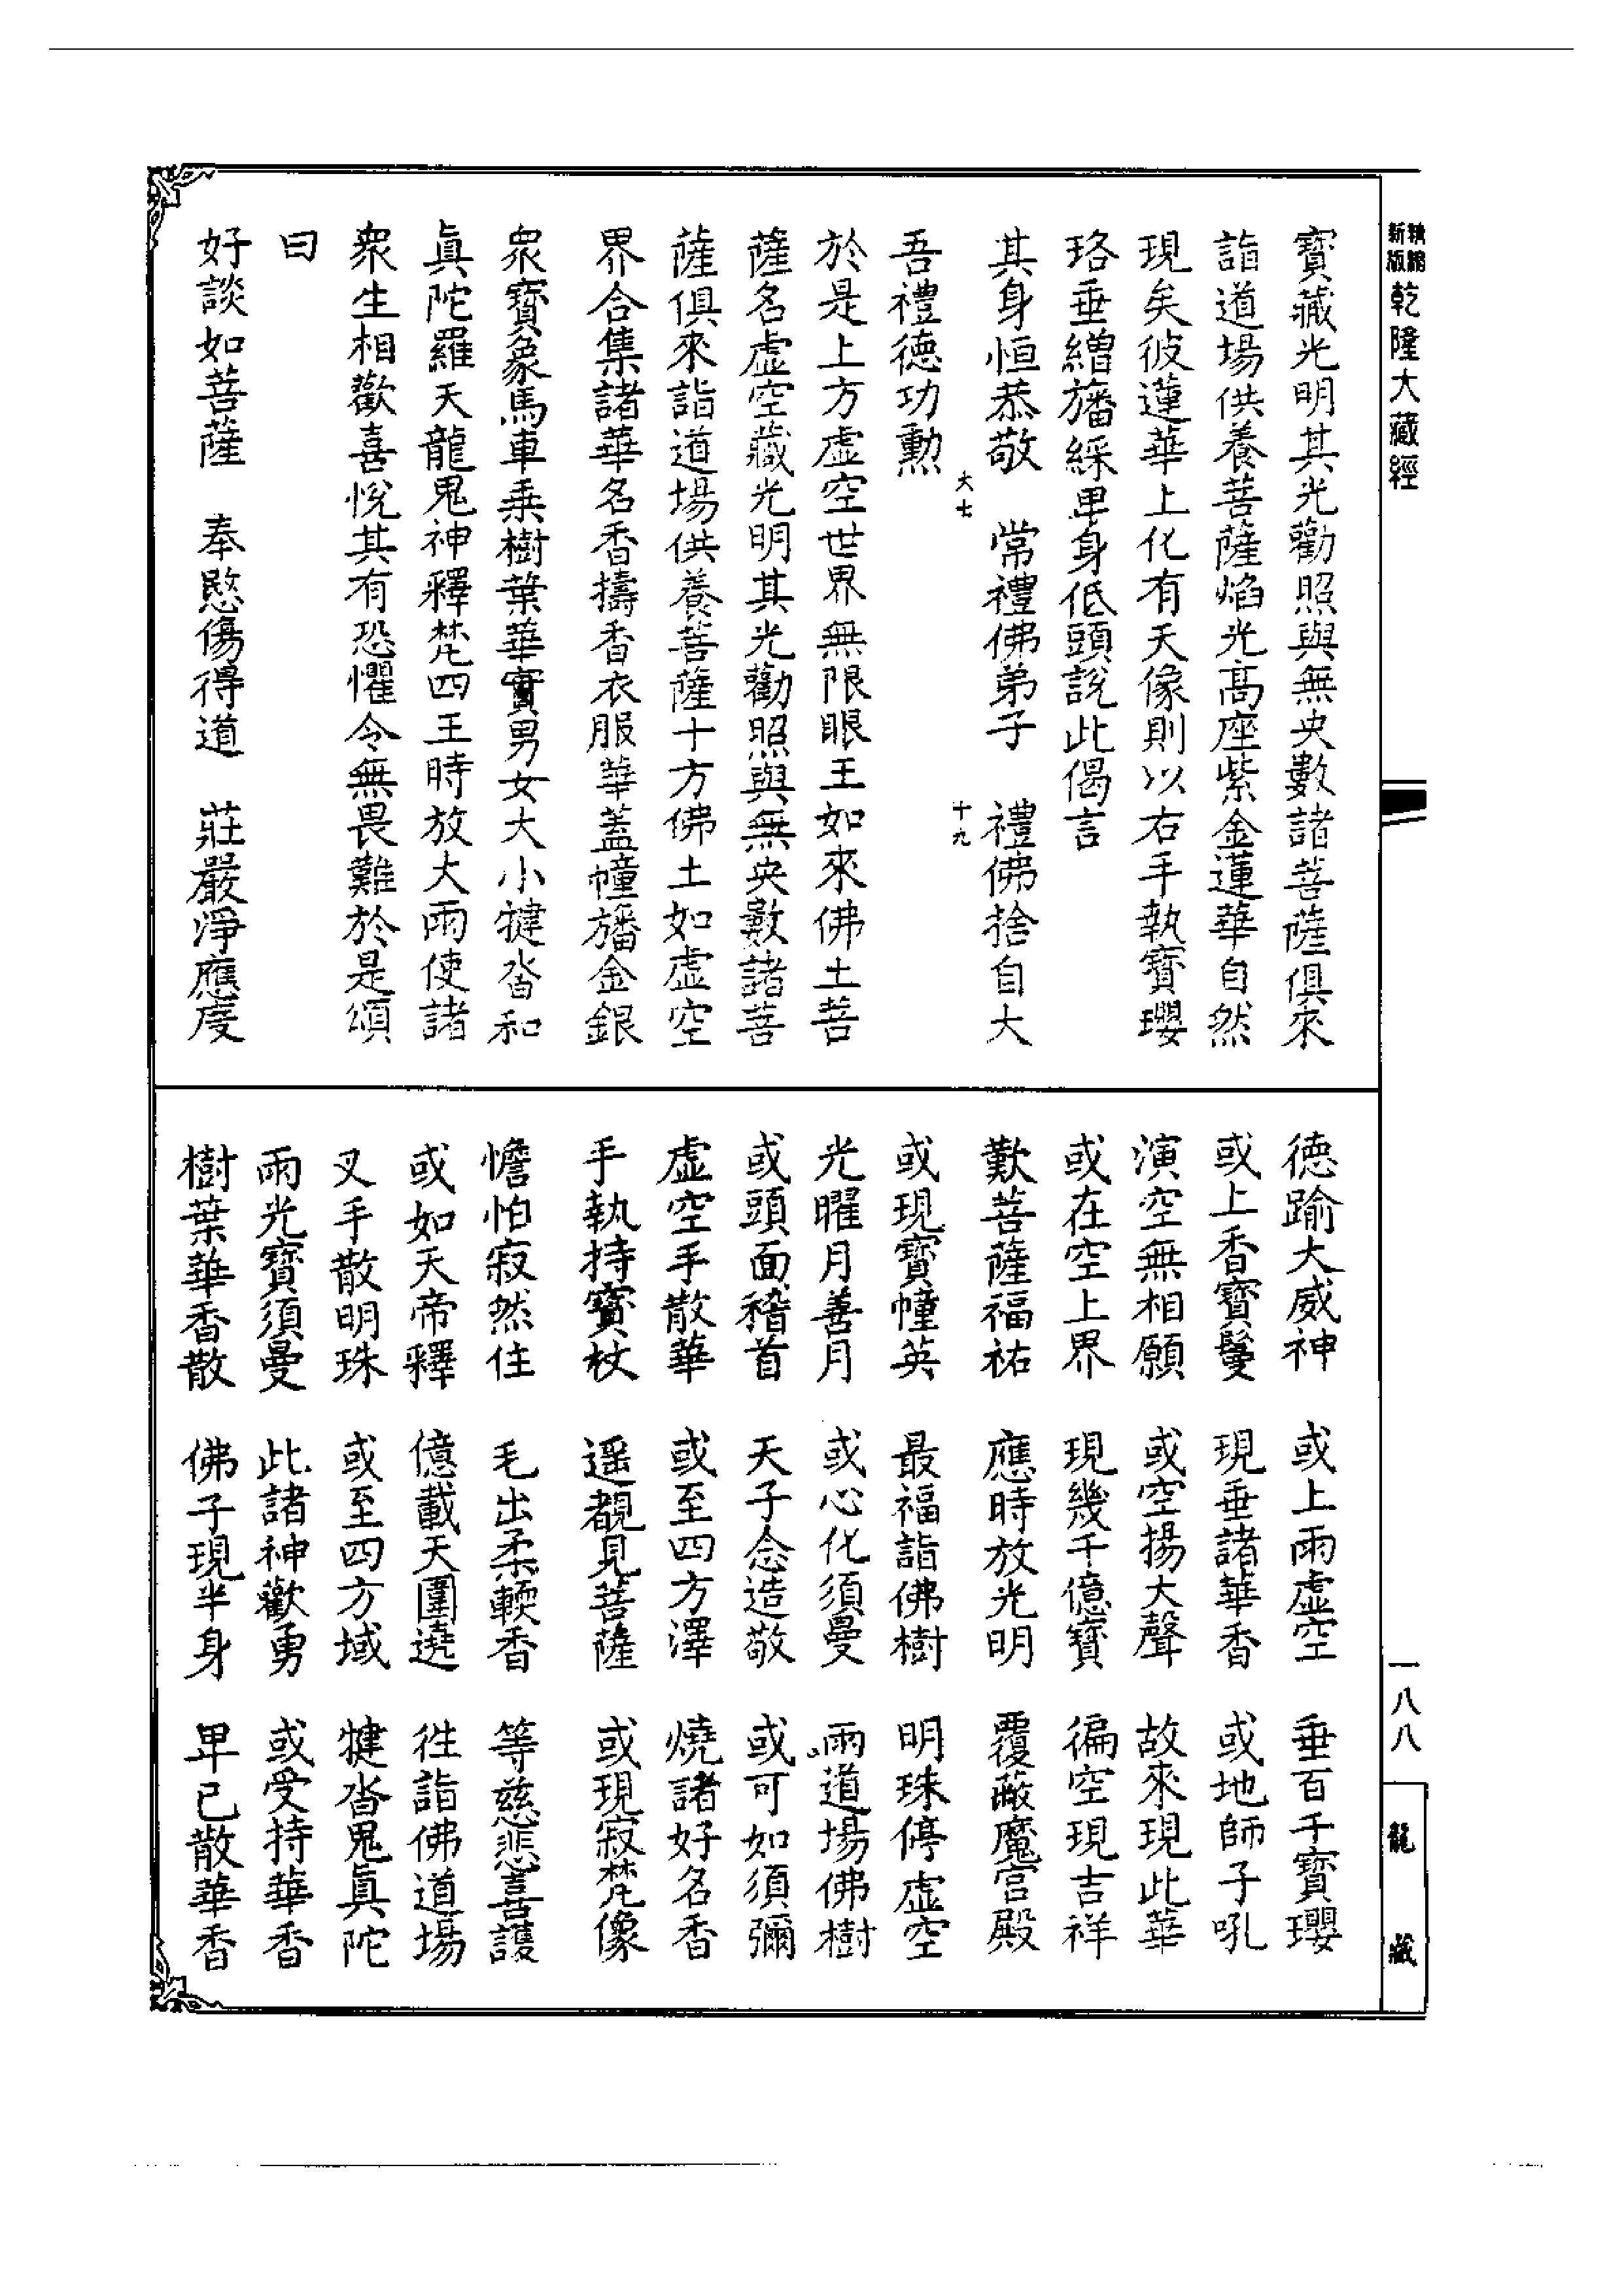 精縮新版乾隆大藏經
寶藏光明其光勸照與無央數諸菩薩俱來
詣道場供養菩薩焰光高座紫金蓮華自然
現矣彼蓮華上化有天像則以右手執寶瓔
珞垂繒旛綵卑身低頭說此偈言
其身恒恭敬　常禮佛弟子　禮佛捨自大
大七　十九
吾禮德功勲
於是上方虛空世界無限眼王如來佛土菩
薩名虛空藏光明其光勸照與無央數諸菩
薩俱來詣道場供養菩薩十方佛土如虛空
界合集諸華名香擣香衣服華蓋幢旛金銀
衆寶象馬車乘樹葉華實男女大小犍沓和
眞陀羅天龍鬼神釋梵四王時放大雨使諸
衆生相歡喜悅其有恐懼令無畏難於是頌
曰
好談如菩薩　奉愍傷得道　莊嚴淨應度
德踰大威神　或上雨虛空　垂百千寶瓔
或上香寶鬘　現垂諸華香　或地師子吼
演空無相願　或空揚大聲　故來現此華
或在空上界　現幾千億寶　徧空現吉祥
歎菩薩福祐　應時放光明　覆蔽魔宮殿
或現寶幢英　最福詣佛樹　明珠停虛空
光曜月善月　或心化須曼　雨道場佛樹
或頭面稽首　天子念造敬　或可如須彌
虛空手散華　或至四方澤　燒諸好名香
手執持寶杖　遥覩見菩薩　或現寂梵像
憺怕寂然住　毛出柔輭香　等慈悲喜護
或如天帝釋　億載天圍遶　往詣佛道場
叉手散明珠　或至四方域　犍沓鬼眞陀
雨光寶須曼　此諸神歡勇　或受持華香
樹葉華香散　佛子現半身　卑已散華香
一八八
龍藏